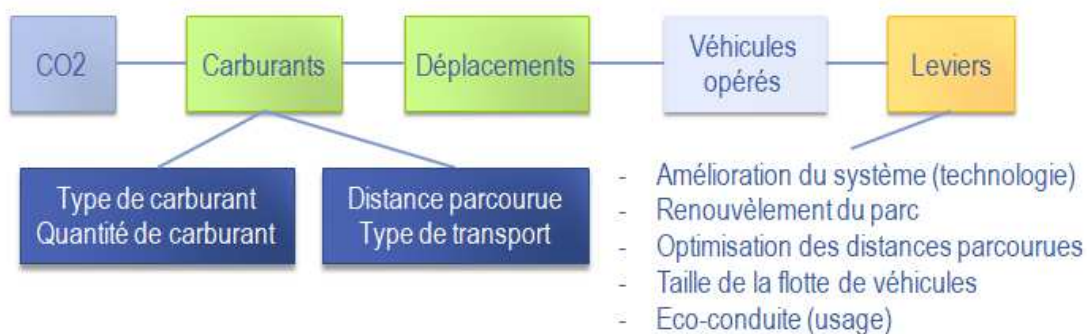 CO2
Carburants
Déplacements
Véhicules
opérés
Leviers
Type de carburant
Quantité de carburant
Distance parcourue
Type de transport
- Amélioration du système (technologie)
- Renouvèlement du parc
- Optimisation des distances parcourues
- Taille de la flotte de véhicules
- Eco-conduite (usage)